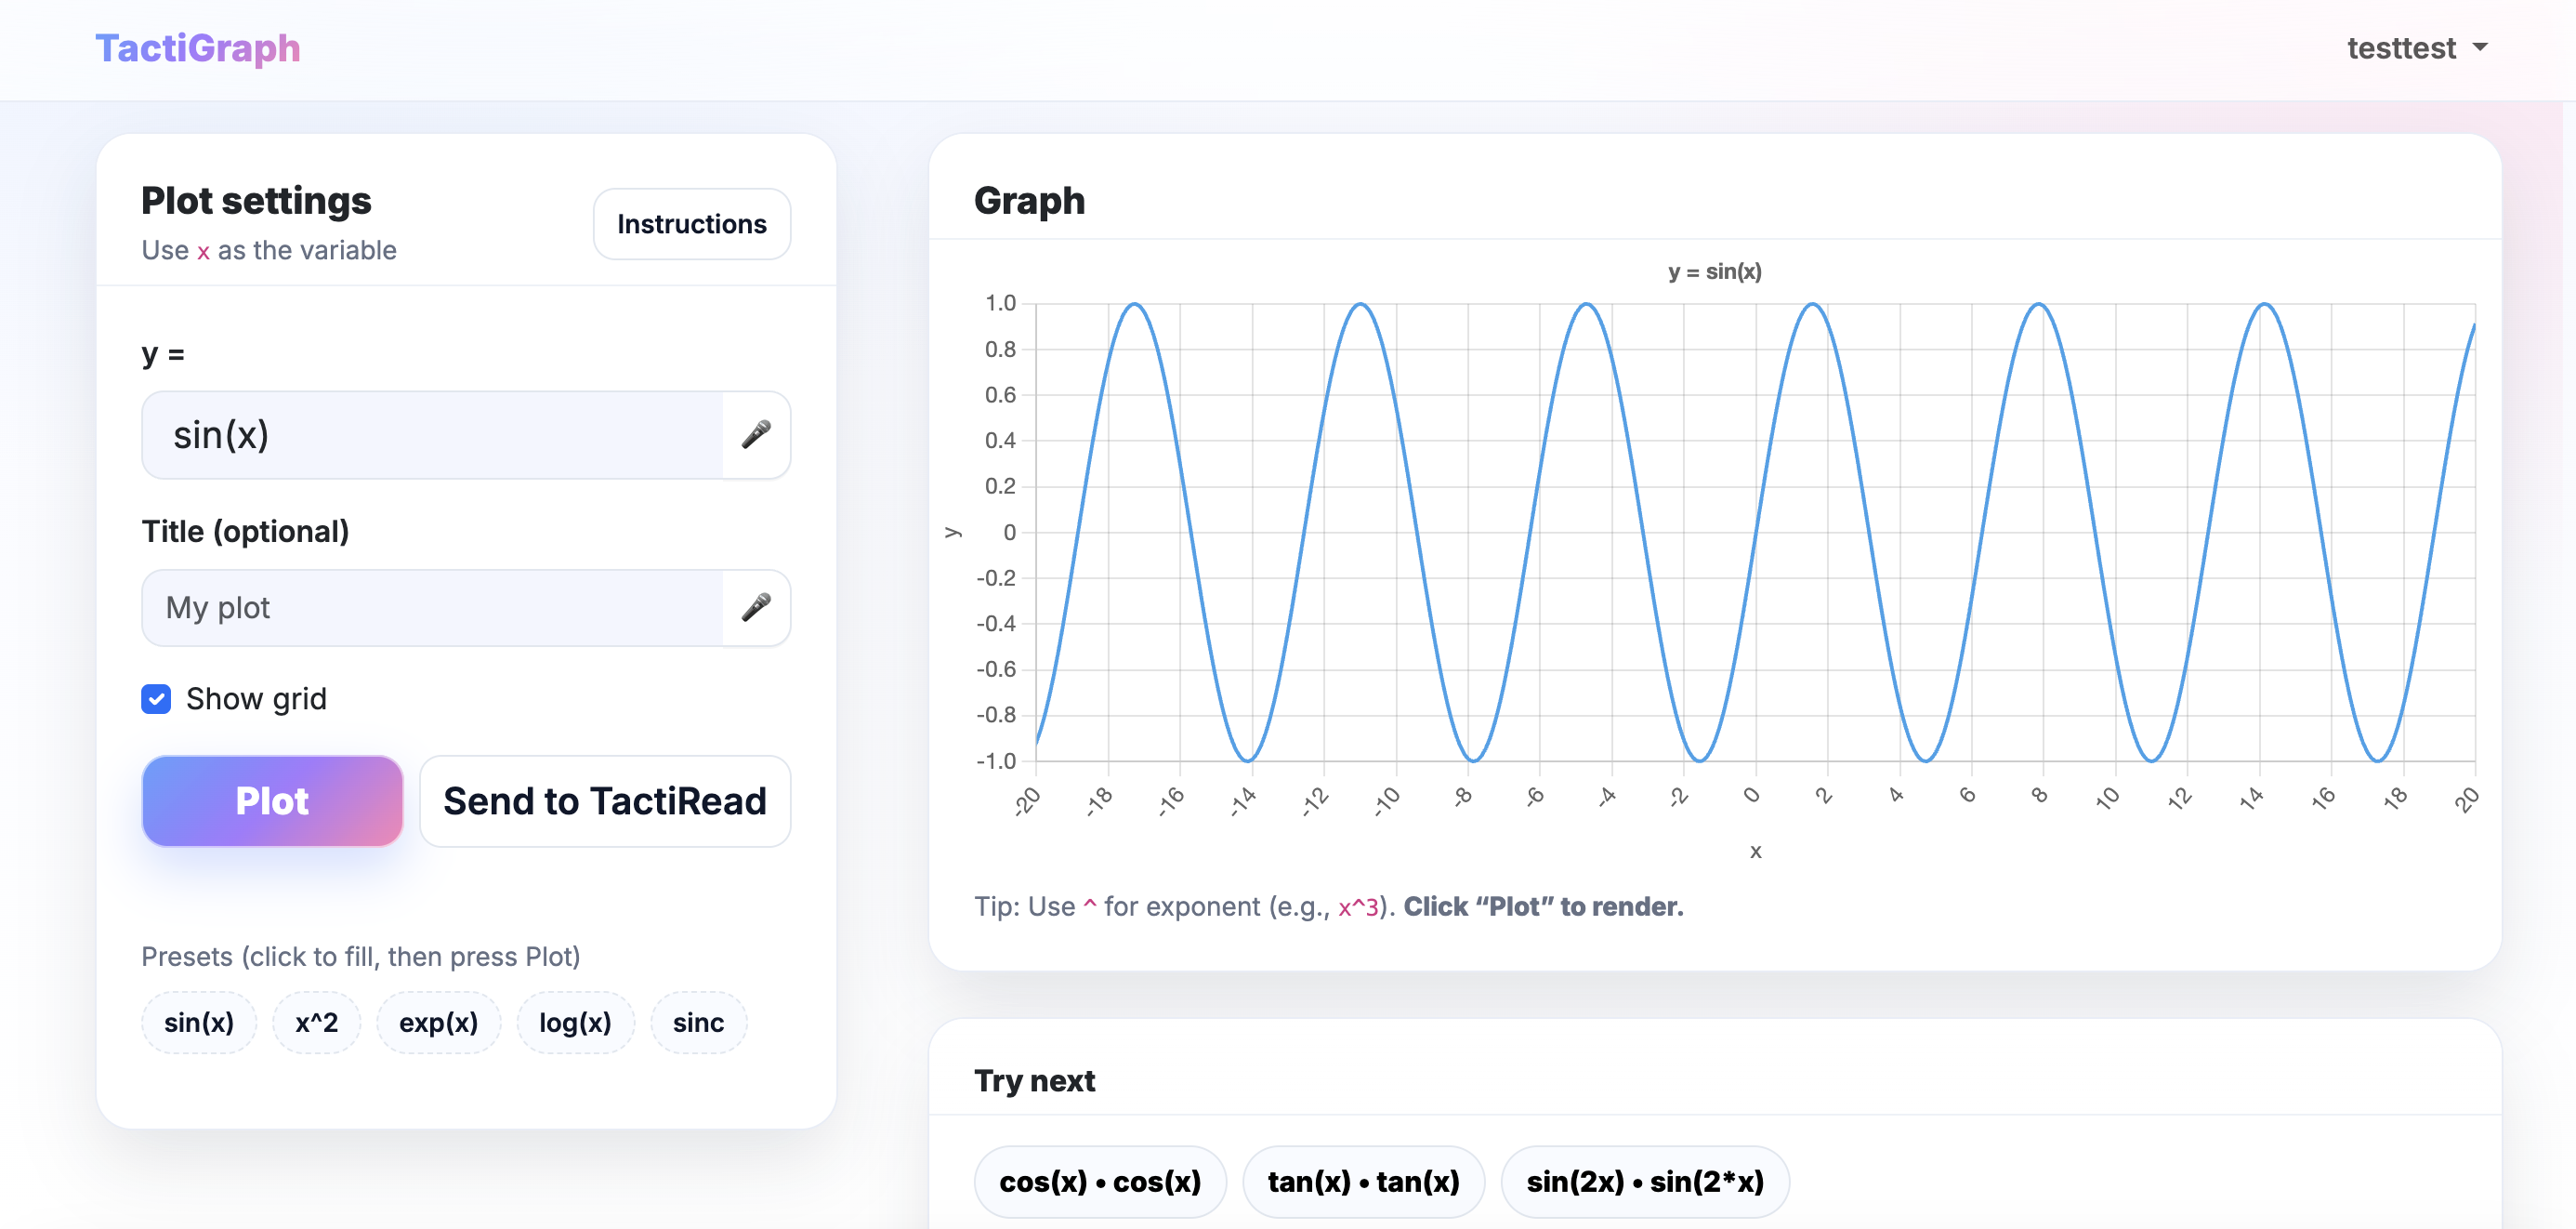 TactiGraph
testtest
Plot settings
Instructions
Use x as the variable
y =
sin(x)
Title (optional)
My plot
Show grid
Plot
Send to TactiRead
Presets (click to fill, then press Plot)
sin(x)
x^2
exp(x)
log(x)
sinc
Graph
y = sin(x)
1.0
0.8
0.6
0.4
0.2
0
-0.2
-0.4
-0.6
-0.8
-1.0
y
-20
-18
-16
-14
-12
-10
-8
-6
-4
-2
0
2
4
6
8
10
12
14
16
18
20
x
Tip: Use ^ for exponent (e.g., x^3). Click “Plot” to render.
Try next
cos(x) • cos(x)
tan(x) • tan(x)
sin(2x) • sin(2*x)